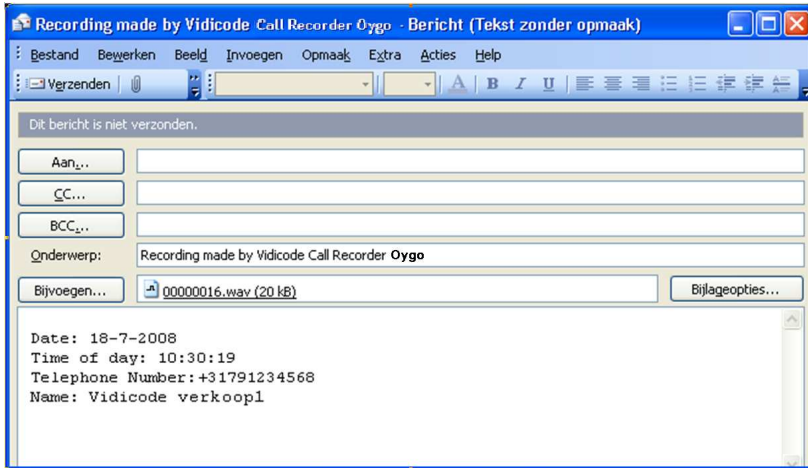 Recording made by Vidicode Call Recorder Oygo - Bericht (Tekst zonder opmaak)
Bestand Bewerken Beeld Invoegen Opmaak Extra Acties Help
Verzenden A B I U
Dit bericht is niet verzonden.
Aan...
CC...
BCC...
Onderwerp: Recording made by Vidicode Call Recorder Oygo
Bijvoegen... 00000016.wav (20 kB) Bijlageopties...
Date: 18-7-2008
Time of day: 10:30:19
Telephone Number:+31791234568
Name: Vidicode verkoop1